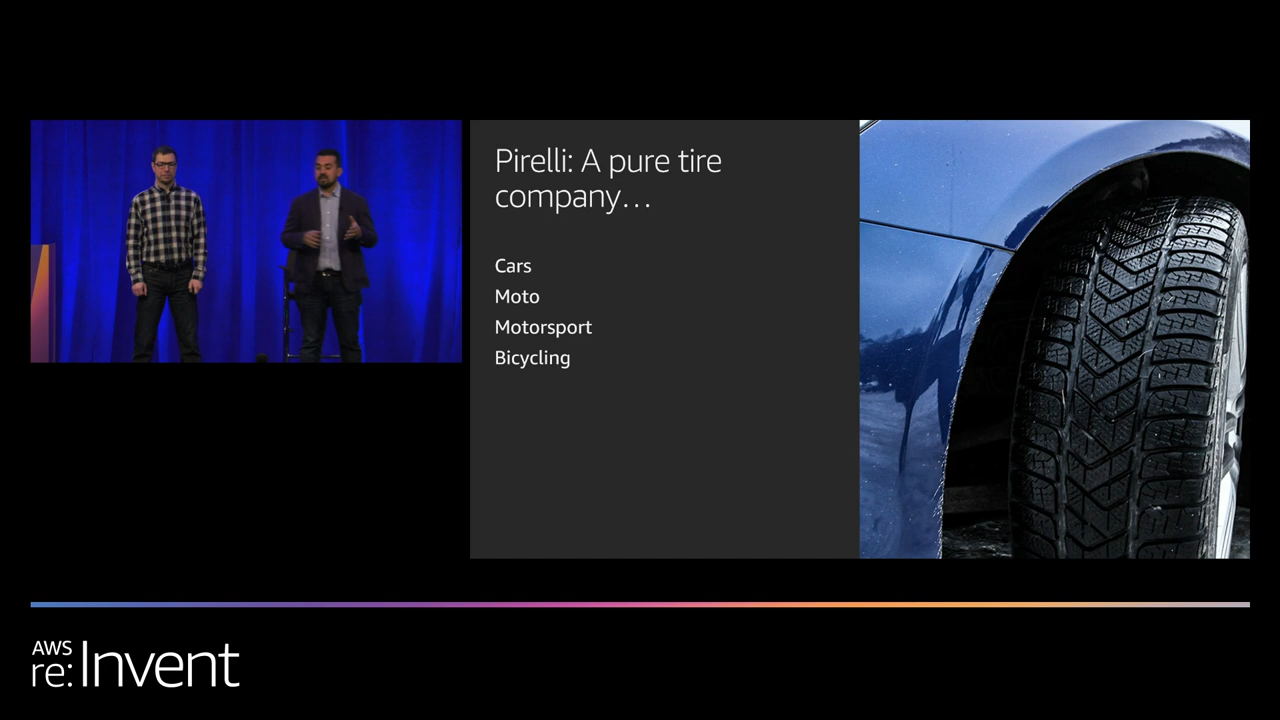 Pirelli: A pure tire
company…
Cars
Moto
Motorsport
Bicycling
AWS
re:Invent